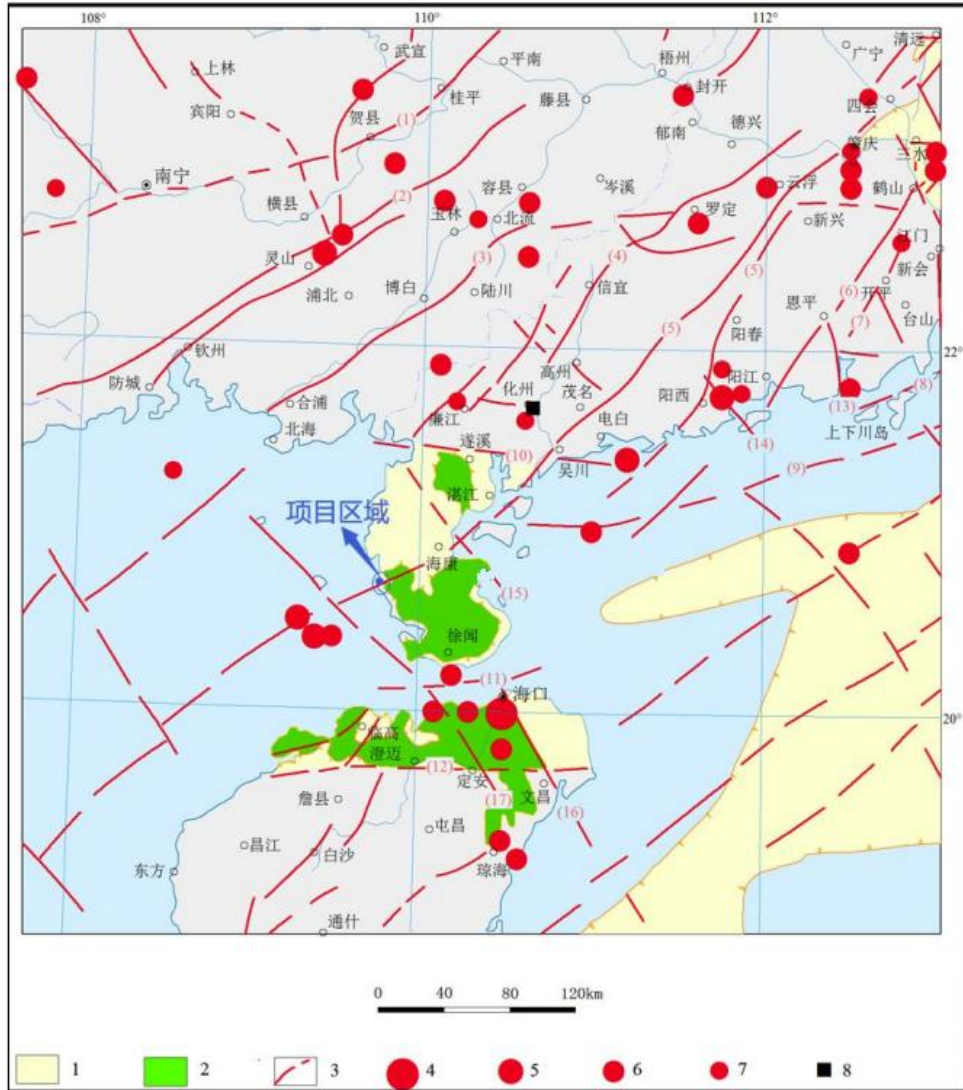 108°
110°
112°
清远
武宣
平南
梧州
广宁
上林
封开
桂平
藤县
四会
宾阳
贺县
(1)
郁南
德兴
肇庆
三水
南宁
(2)
容县
岑溪
云浮
鹤山
横县
玉林
北流
罗定
新兴
江门
灵山
(3)
(4)
(5)
新会
浦北
博白
陆川
信宜
恩平
(6)
开平
(7)
台山
(5)
阳春
22°
钦州
高州
防城
化州
茂名
阳西
阳江
(8)
合浦
廉江
电白
(13)
北海
遂溪
(10)
吴川
(14)
上下川岛
(9)
湛江
项目区域
海康
(15)
徐闻
(11)
海口
20°
临高
澄迈
(12)
定安
儋县
(17)
文昌
(16)
屯昌
昌江
白沙
东方
琼海
通什
0 40 80 120km
1 2 3 4 5 6 7 8